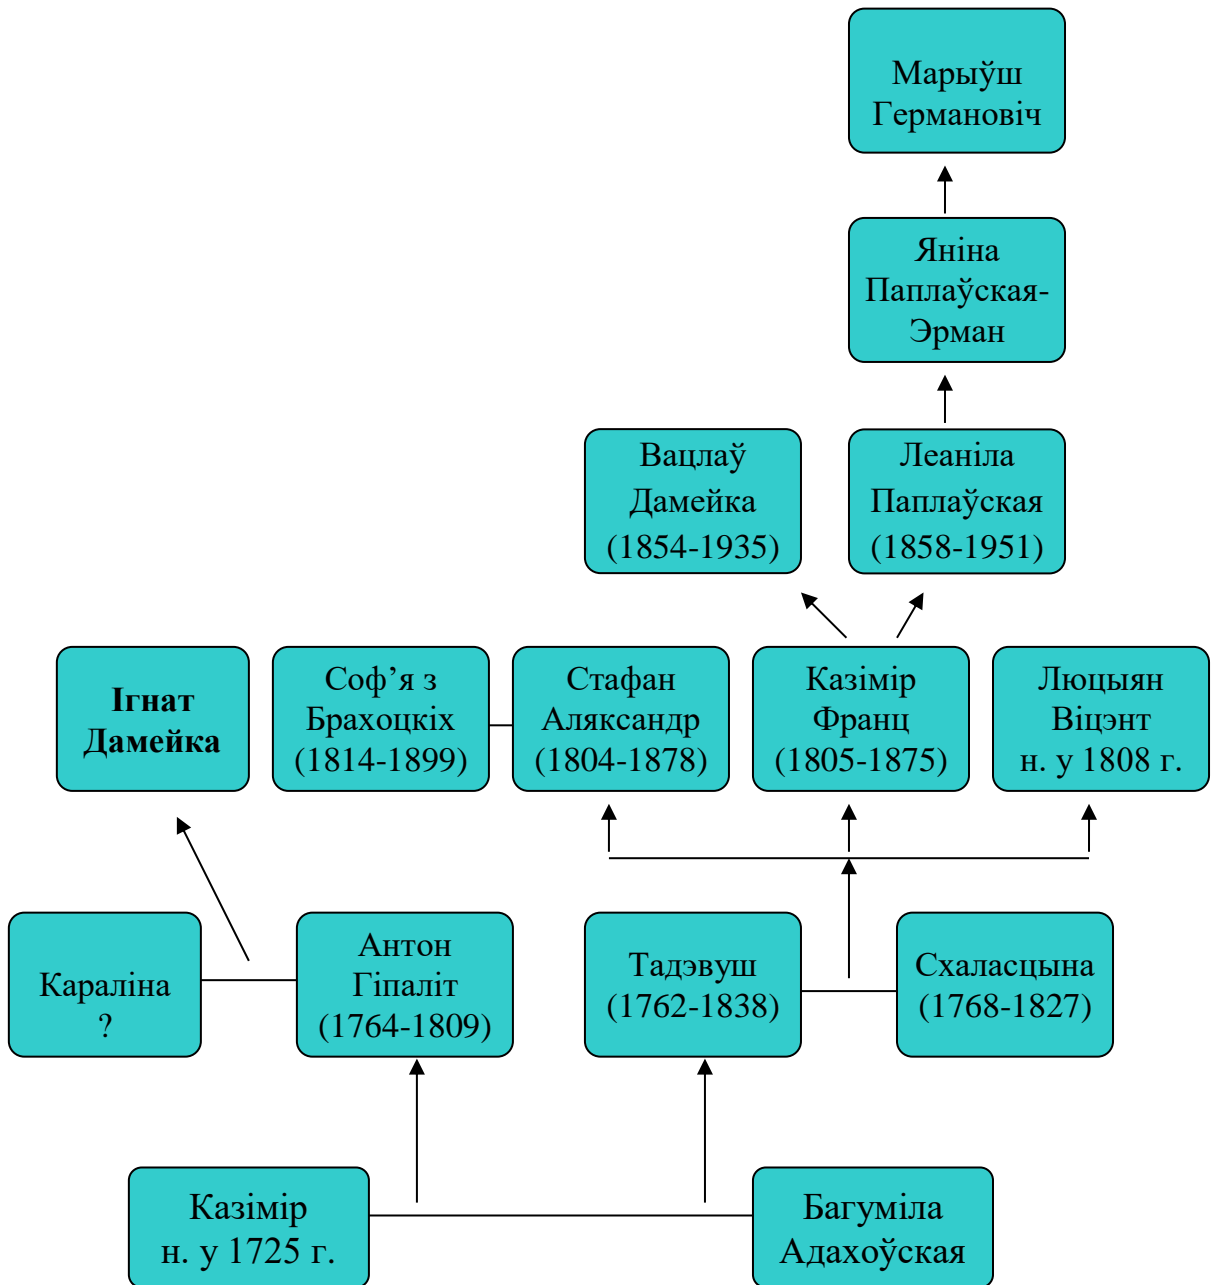 Марыўш
Германовіч
Яніна
Паплаўская-
Эрман
Вацлаў
Дамейка
(1854-1935)
Леаніла
Паплаўская
(1858-1951)
Ігнат
Дамейка
Соф’я з
Брахоцкіх
(1814-1899)
Стафан
Аляксандр
(1804-1878)
Казімір
Франц
(1805-1875)
Люцыян
Віцэнт
н. у 1808 г.
Караліна
?
Антон
Гіпаліт
(1764-1809)
Тадэвуш
(1762-1838)
Схаласцына
(1768-1827)
Казімір
н. у 1725 г.
Багуміла
Адахоўская